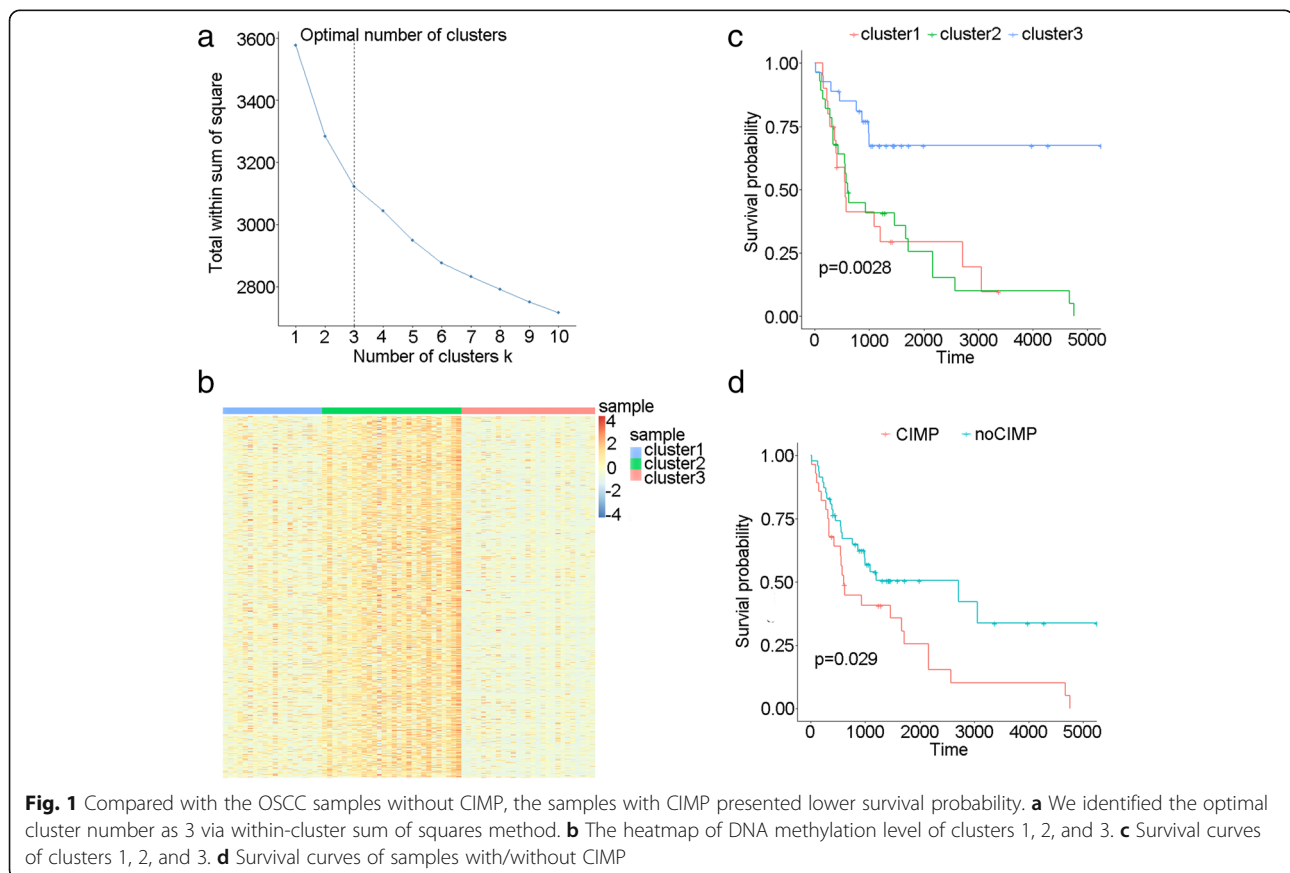 a
Optimal number of clusters
3600
3400
3200
3000
2800
Total within sum of square
1 2 3 4 5 6 7 8 9 10
Number of clusters k
b
sample
4
2
0
-2
-4
sample
cluster1
cluster2
cluster3
c
cluster1 cluster2 cluster3
1.00
0.75
0.50
0.25
0.00
Survival probability
p=0.0028
0 1000 2000 3000 4000 5000
Time
d
CIMP noCIMP
1.00
0.75
0.50
0.25
0.00
Survial probability
p=0.029
0 1000 2000 3000 4000 5000
Time
Fig. 1 Compared with the OSCC samples without CIMP, the samples with CIMP presented lower survival probability. a We identified the optimal
cluster number as 3 via within-cluster sum of squares method. b The heatmap of DNA methylation level of clusters 1, 2, and 3. c Survival curves
of clusters 1, 2, and 3. d Survival curves of samples with/without CIMP